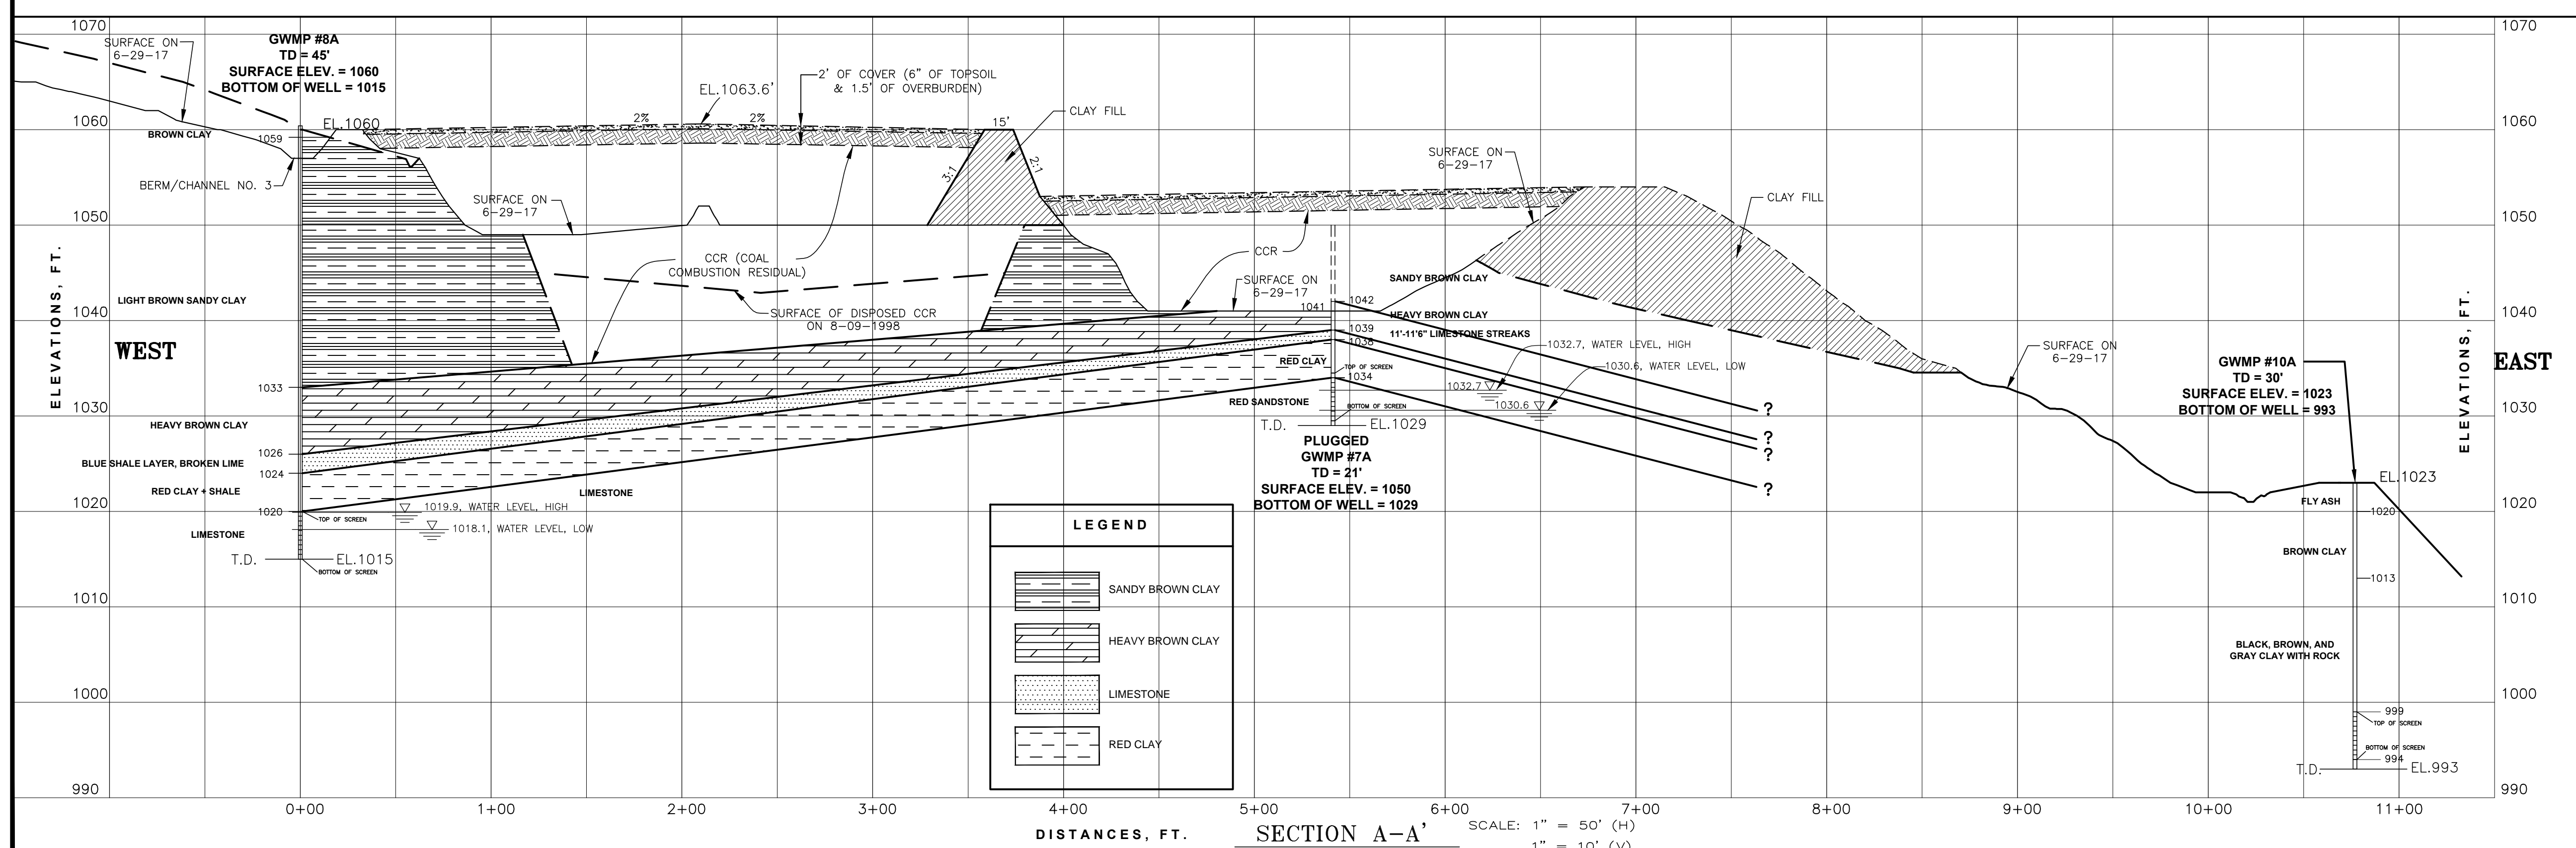 1070
SURFACE ON
6-29-17
GWMP #8A
TD = 45'
SURFACE ELEV. = 1060
BOTTOM OF WELL = 1015
EL.1063.6'
2' OF COVER (6" OF TOPSOIL
& 1.5' OF OVERBURDEN)
CLAY FILL
1070
1060
BROWN CLAY
1059
EL.1060
2%
2%
15'
3:1
2:1
1060
BERM/CHANNEL NO. 3
SURFACE ON
6-29-17
SURFACE ON
6-29-17
CLAY FILL
1050
1050
CCR (COAL
COMBUSTION RESIDUAL)
CCR
SURFACE ON
6-29-17
SANDY BROWN CLAY
ELEVATIONS, FT.
LIGHT BROWN SANDY CLAY
SURFACE OF DISPOSED CCR
ON 8-09-1998
1042
1041
HEAVY BROWN CLAY
1040
1040
ELEVATIONS, FT.
WEST
1039
11'-11'6" LIMESTONE STREAKS
1038
1032.7, WATER LEVEL, HIGH
SURFACE ON
6-29-17
EAST
RED CLAY
TOP OF SCREEN
1034
1030.6, WATER LEVEL, LOW
GWMP #10A
TD = 30'
SURFACE ELEV. = 1023
BOTTOM OF WELL = 993
1033
1032.7
RED SANDSTONE
BOTTOM OF SCREEN
1030.6
1030
1030
HEAVY BROWN CLAY
T.D.
EL.1029
?
?
?
?
1026
PLUGGED
GWMP #7A
TD = 21'
SURFACE ELEV. = 1050
BOTTOM OF WELL = 1029
BLUE SHALE LAYER, BROKEN LIME
1024
RED CLAY + SHALE
LIMESTONE
EL.1023
FLY ASH
1020
1020
TOP OF SCREEN
1019.9, WATER LEVEL, HIGH
1018.1, WATER LEVEL, LOW
1020
1020
LIMESTONE
T.D.
EL.1015
BOTTOM OF SCREEN
BROWN CLAY
1013
1010
1010
LEGEND
SANDY BROWN CLAY
HEAVY BROWN CLAY
LIMESTONE
RED CLAY
BLACK, BROWN, AND
GRAY CLAY WITH ROCK
1000
1000
999
TOP OF SCREEN
BOTTOM OF SCREEN
994
T.D.
EL.993
990
990
0+00
1+00
2+00
3+00
4+00
5+00
6+00
7+00
8+00
9+00
10+00
11+00
DISTANCES, FT.
SECTION A-A'
SCALE: 1" = 50' (H)
1" = 10' (V)